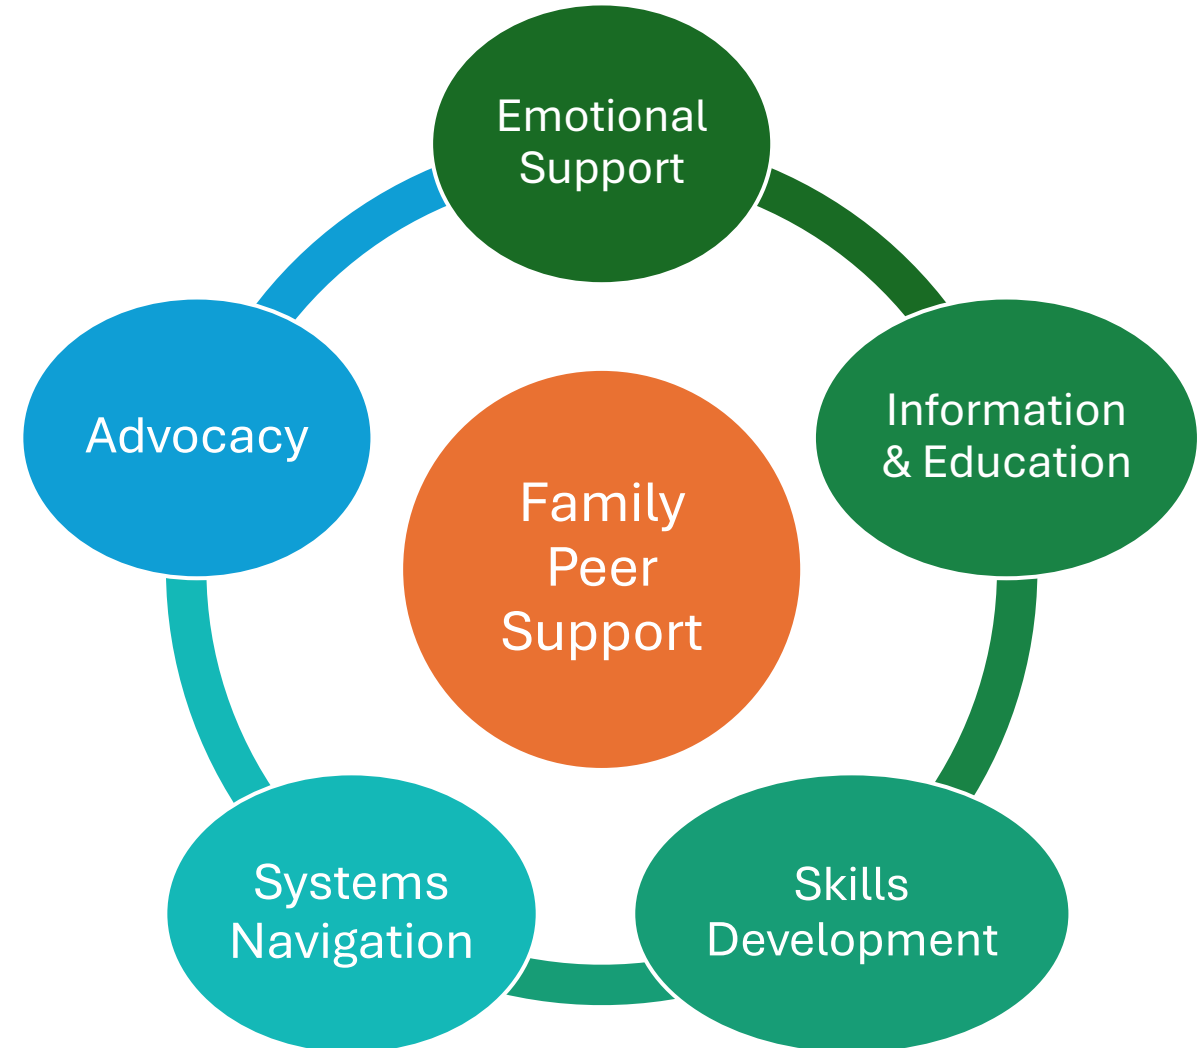 Emotional
Support
Information
& Education
Skills
Development
Systems
Navigation
Advocacy
Family
Peer
Support